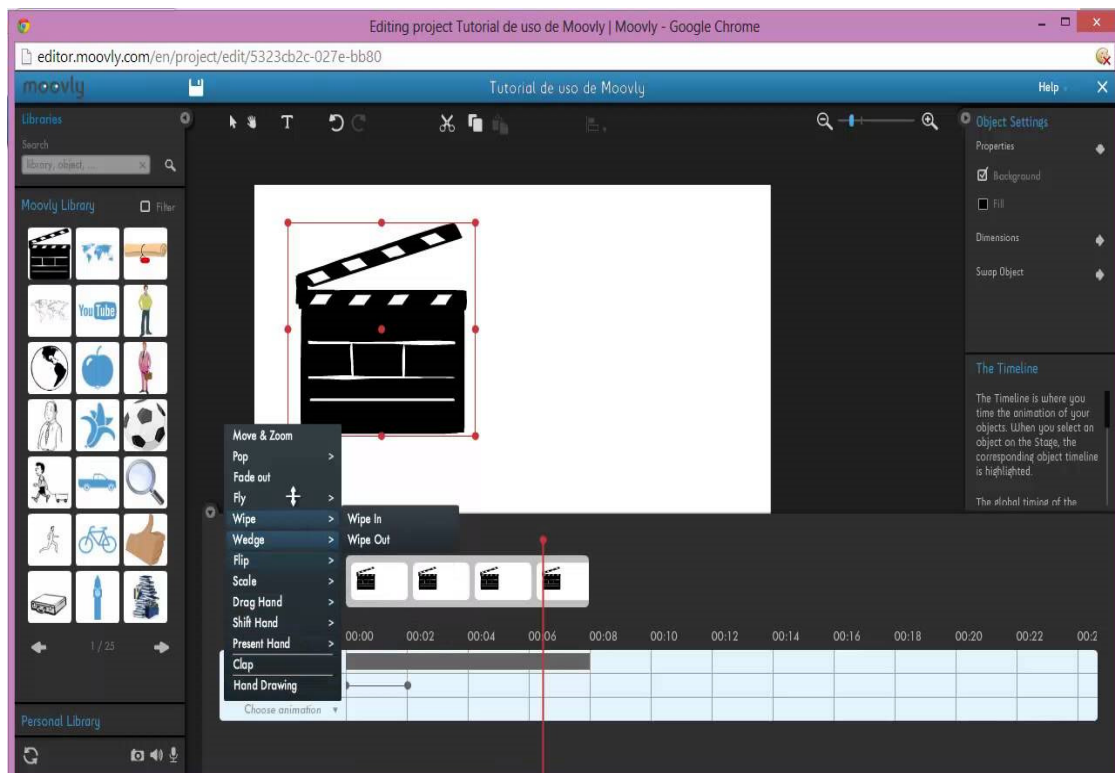 Editing project Tutorial de uso de Moovly | Moovly - Google Chrome
editor.moovly.com/en/project/edit/5323cb2c-027e-bb80
moovly
Tutorial de uso de Moovly
Help
Libraries
Search
library, object, ...
Moovly Library
Filter
You Tube
1 / 25
Personal Library
T
Object Settings
Properties
Background
Fill
Dimensions
Swap Object
The Timeline
The Timeline is where you
time the animation of your
objects. When you select an
object on the Stage, the
corresponding object timeline
is highlighted.
The global timing of the
Move & Zoom
Pop >
Fade out
Fly >
Wipe >
Wedge >
Flip >
Scale >
Drag Hand >
Shift Hand >
Present Hand >
Clap
Hand Drawing
Wipe In
Wipe Out
00:00 00:02 00:04 00:06 00:08 00:10 00:12 00:14 00:16 00:18 00:20 00:22 00:2
Choose animation